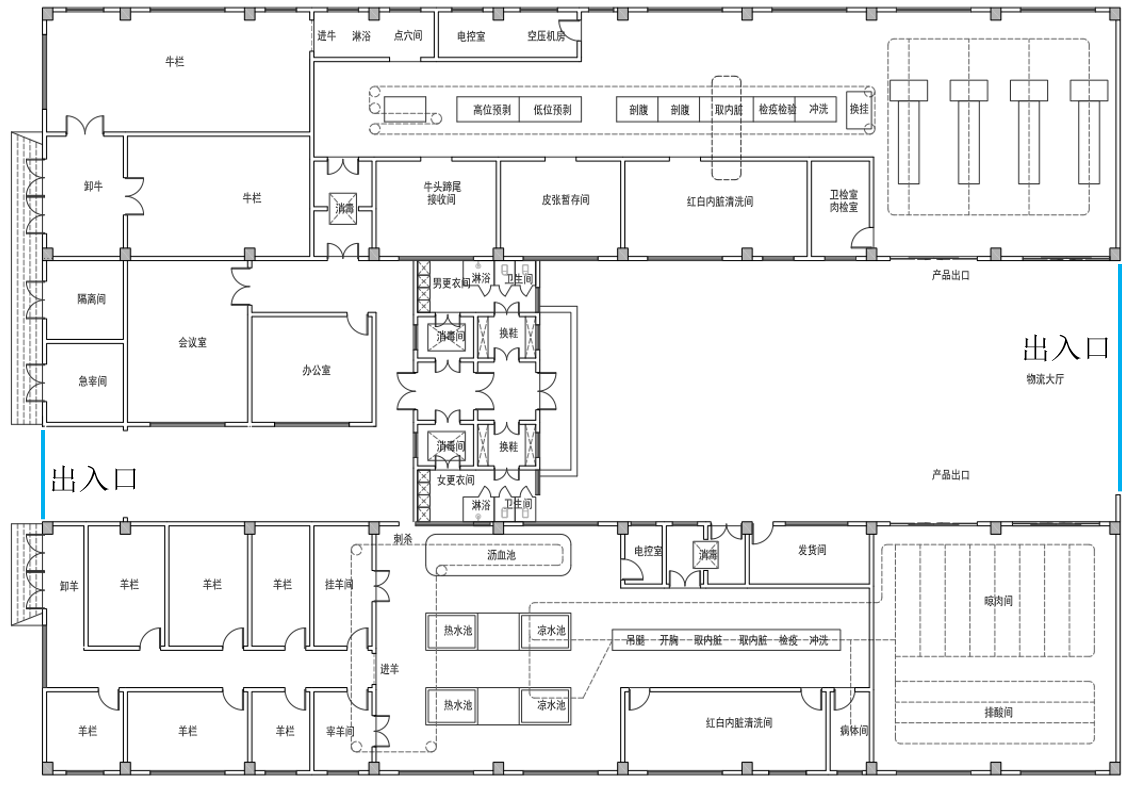 进牛
淋浴
点穴间
电控室
空压机房
牛栏
高位预剥
低位预剥
剖腹
剖腹
取内脏
检疫检验
冲洗
换挂
卸牛
牛栏
消毒
牛头蹄尾
接收间
皮张暂存间
红白内脏清洗间
卫检室
肉检室
产品出口
男更衣间
淋浴
卫生间
隔离间
会议室
消毒间
换鞋
出入口
办公室
急宰间
物流大厅
消毒间
换鞋
出入口
女更衣间
产品出口
淋浴
卫生间
刺杀
沥血池
电控室
消毒
发货间
卸羊
羊栏
羊栏
羊栏
挂羊间
晾肉间
热水池
凉水池
吊腿
开胸
取内脏
取内脏
检疫
冲洗
进羊
热水池
凉水池
排酸间
羊栏
羊栏
羊栏
宰羊间
红白内脏清洗间
病体间